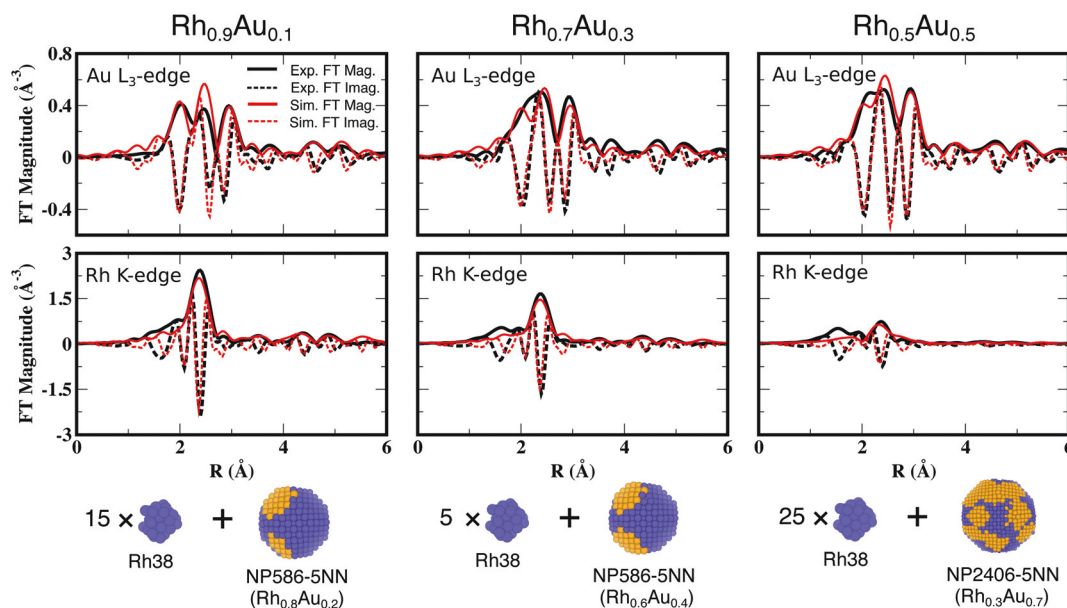 Rh0.9Au0.1
Rh0.7Au0.3
Rh0.5Au0.5
FT Magnitude (Å-3)
0.8
0.4
0
-0.4
Au L3-edge
Exp. FT Mag.
Exp. FT Imag.
Sim. FT Mag.
Sim. FT Imag.
Au L3-edge
Au L3-edge
FT Magnitude (Å-3)
3
1.5
0
-1.5
-3
Rh K-edge
Rh K-edge
Rh K-edge
0 2 4 6
0 2 4 6
0 2 4 6
R (Å)
R (Å)
R (Å)
15 × +
Rh38
NP586-5NN
(Rh0.8Au0.2)
5 × +
Rh38
NP586-5NN
(Rh0.6Au0.4)
25 × +
Rh38
NP2406-5NN
(Rh0.3Au0.7)